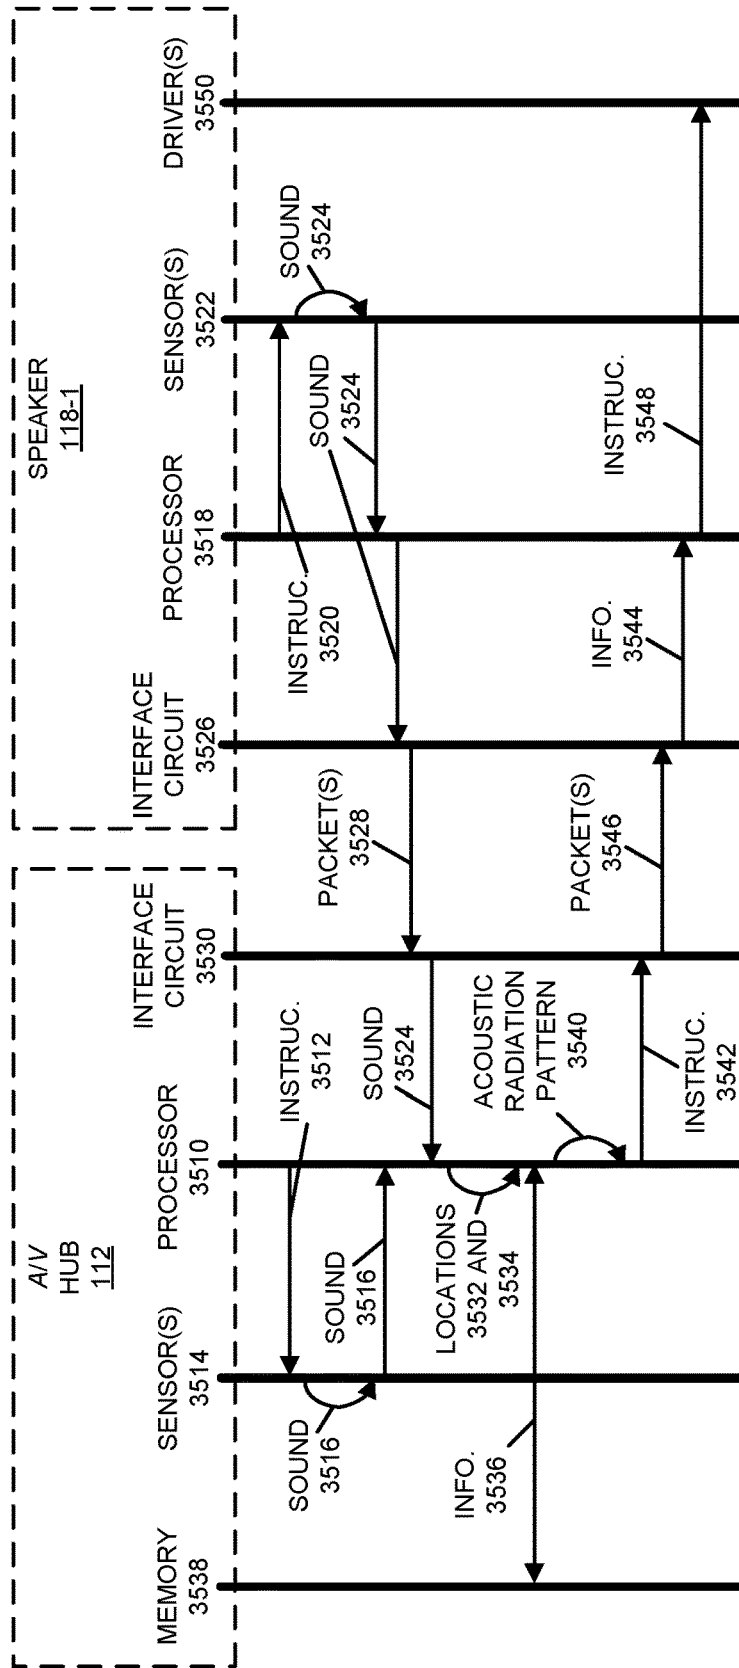 A/V
HUB
112
SPEAKER
118-1
MEMORY
3538
SENSOR(S)
3514
PROCESSOR
3510
INTERFACE
CIRCUIT
3530
INTERFACE
CIRCUIT
3526
PROCESSOR
3518
SENSOR(S)
3522
DRIVER(S)
3550
INSTRUC.
3512
SOUND
3516
SOUND
3516
INSTRUC.
3520
SOUND
3524
SOUND
3524
PACKET(S)
3528
SOUND
3524
LOCATIONS
3532 AND
3534
INFO.
3536
ACOUSTIC
RADIATION
PATTERN
3540
INSTRUC.
3542
PACKET(S)
3546
INFO.
3544
INSTRUC.
3548